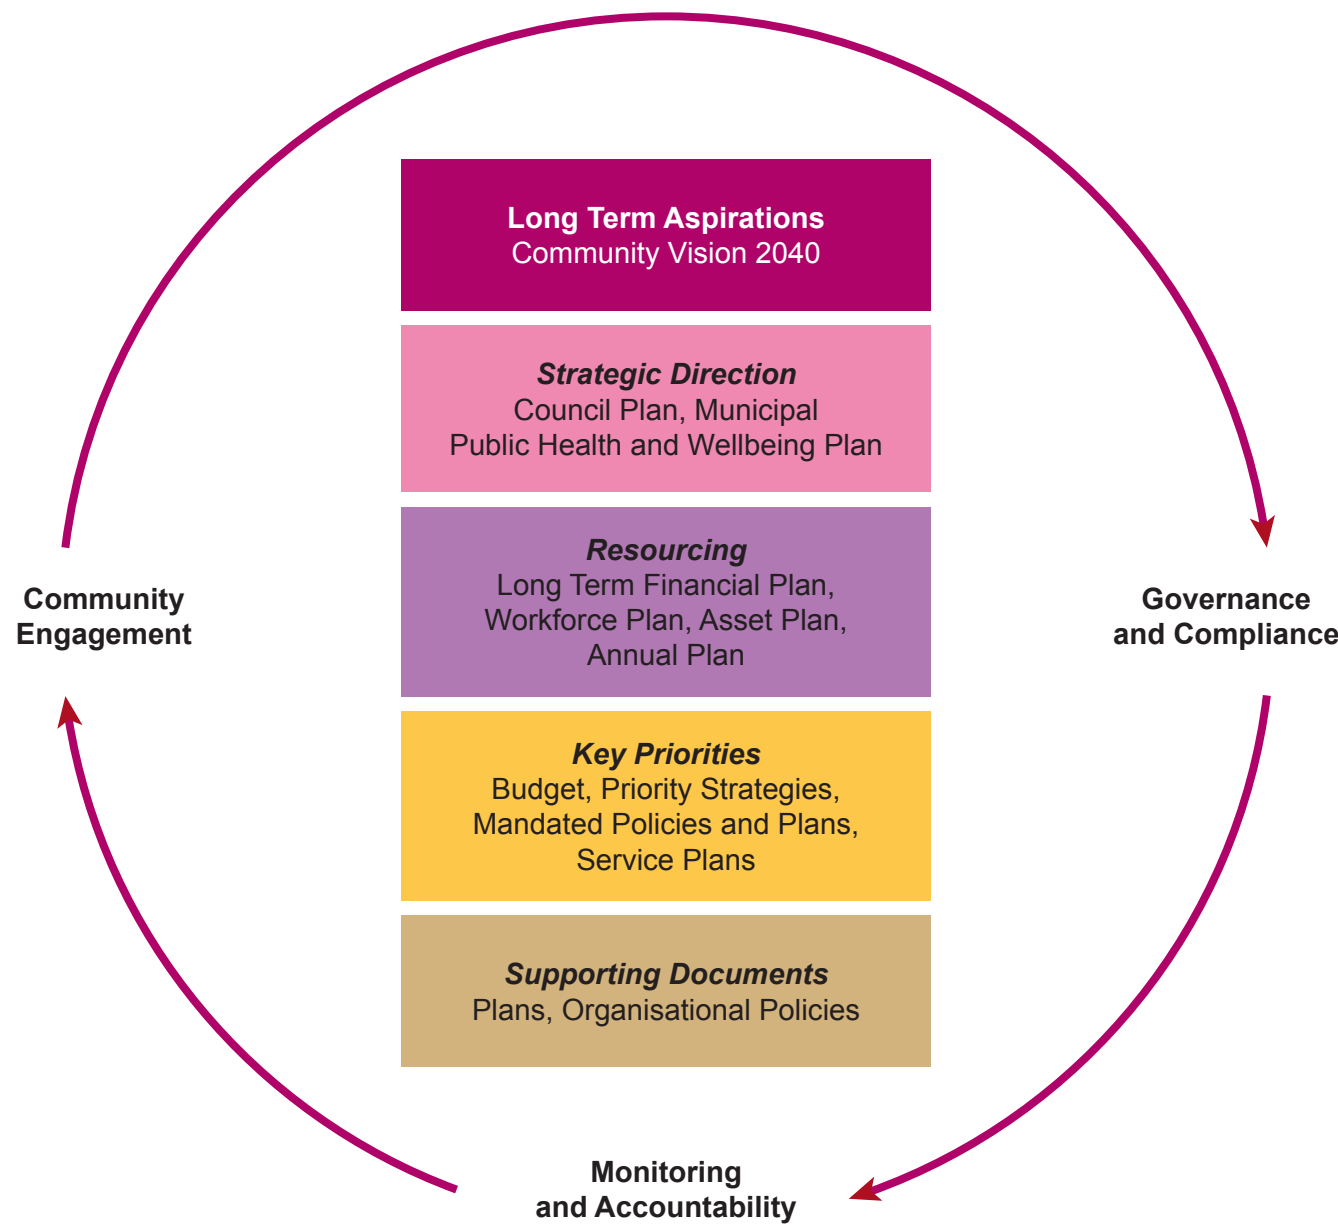 Long Term Aspirations
Community Vision 2040
Strategic Direction
Council Plan, Municipal
Public Health and Wellbeing Plan
Resourcing
Long Term Financial Plan,
Workforce Plan, Asset Plan,
Annual Plan
Key Priorities
Budget, Priority Strategies,
Mandated Policies and Plans,
Service Plans
Supporting Documents
Plans, Organisational Policies
Community
Engagement
Governance
and Compliance
Monitoring
and Accountability